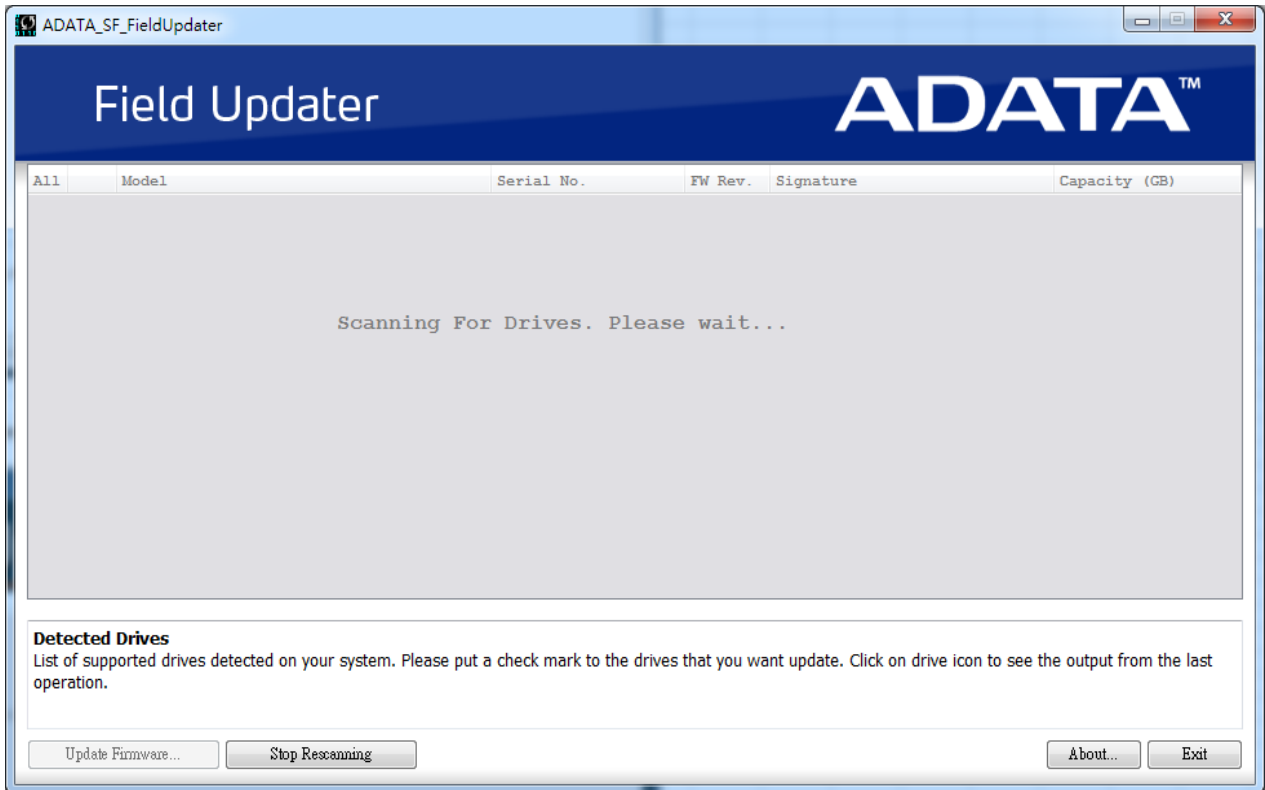 ADATA_SF_FieldUpdater
Field Updater
ADATA™
All Model Serial No. FW Rev. Signature Capacity (GB)
Scanning For Drives. Please wait...
Detected Drives
List of supported drives detected on your system. Please put a check mark to the drives that you want update. Click on drive icon to see the output from the last
operation.
Update Firmware... Stop Rescanning About... Exit